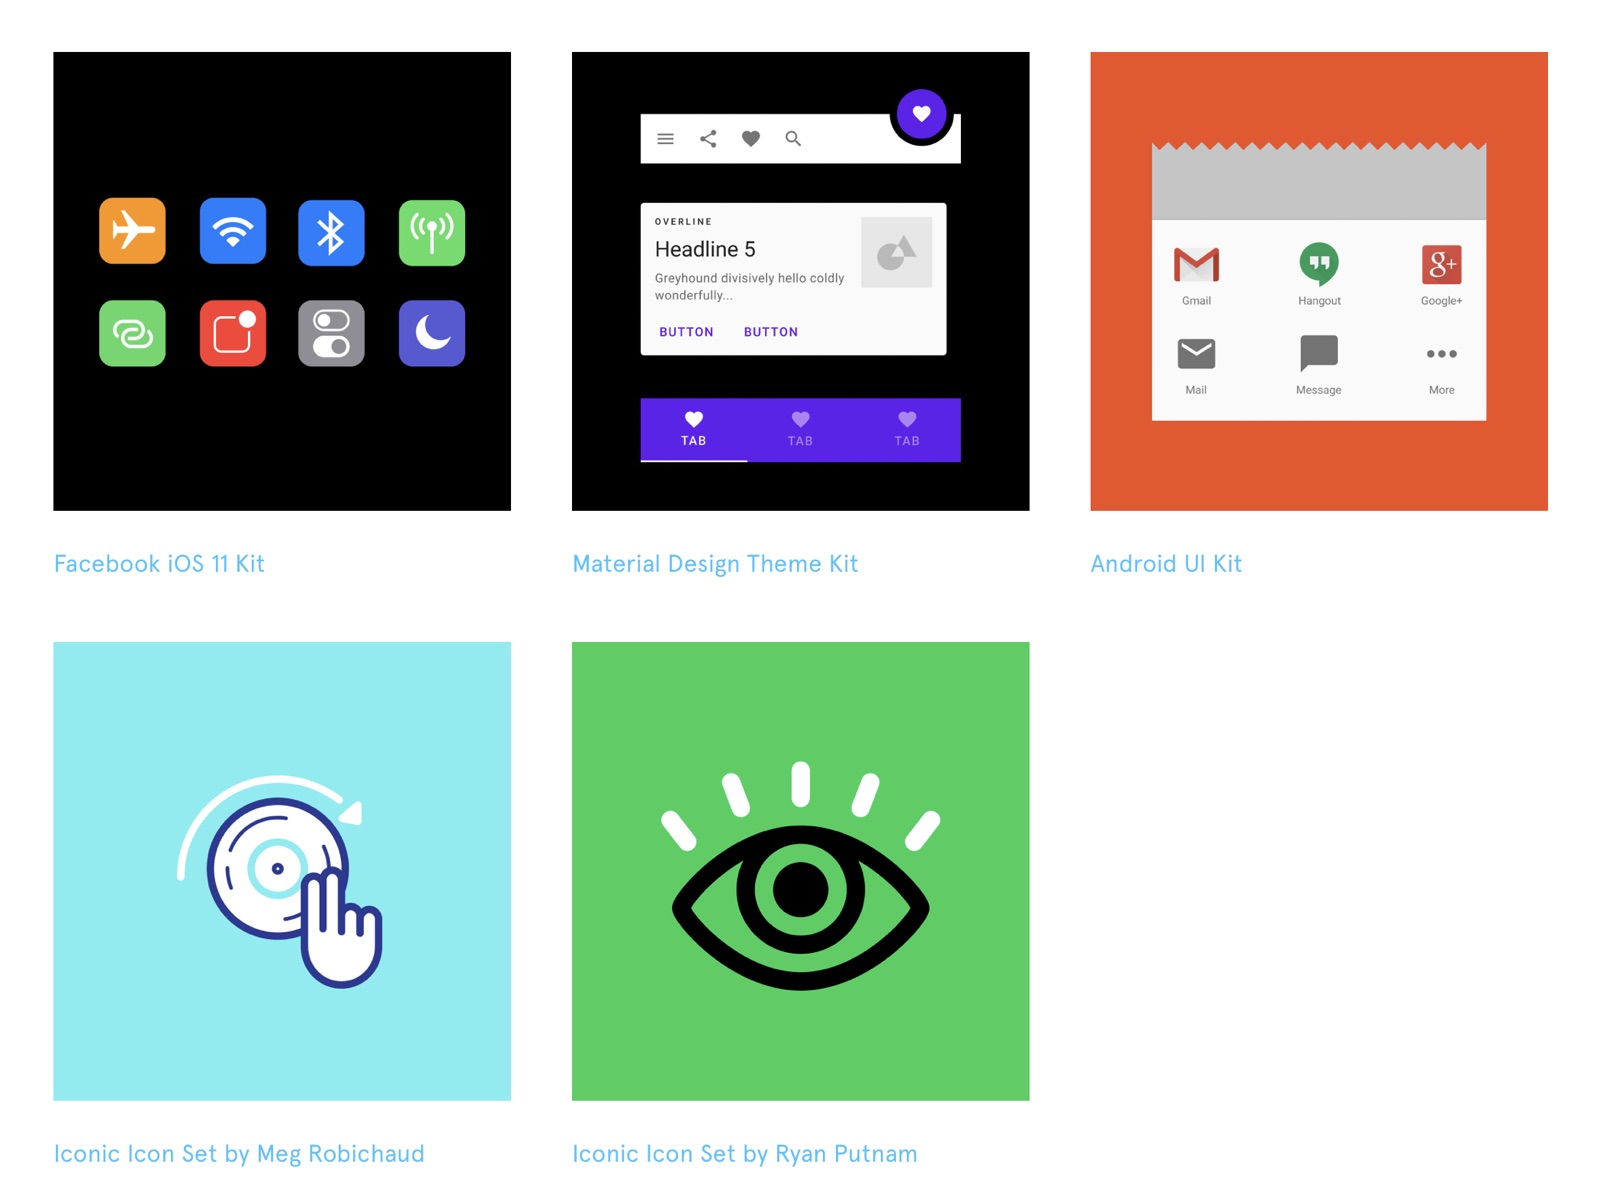 OVERLINE
Headline 5
Greyhound divisively hello coldly
wonderfully...
BUTTON BUTTON
TAB TAB TAB
Gmail Hangout Google+
Mail Message More
Facebook iOS 11 Kit
Material Design Theme Kit
Android UI Kit
Iconic Icon Set by Meg Robichaud
Iconic Icon Set by Ryan Putnam